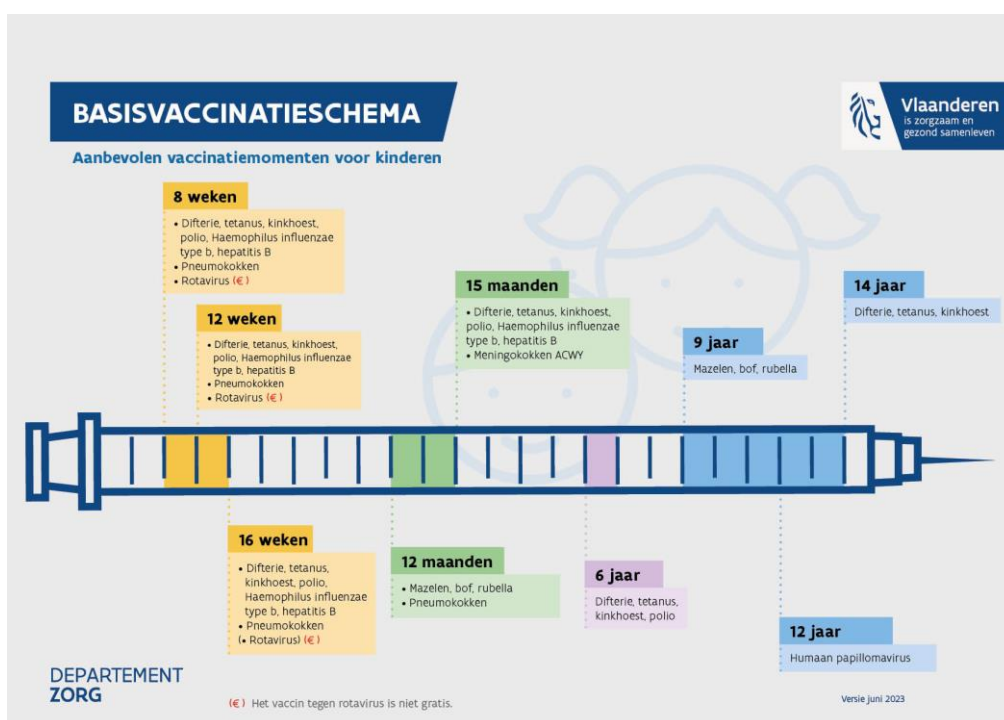 BASISVACCINATIESCHEMA
Aanbevolen vaccinatiemomenten voor kinderen
Vlaanderen
is zorgzaam en
gezond samenleven
8 weken
• Difterie, tetanus, kinkhoest,
polio, Haemophilus influenzae
type b, hepatitis B
• Pneumokokken
• Rotavirus (€)
12 weken
• Difterie, tetanus, kinkhoest,
polio, Haemophilus influenzae
type b, hepatitis B
• Pneumokokken
• Rotavirus (€)
15 maanden
• Difterie, tetanus, kinkhoest,
polio, Haemophilus influenzae
type b, hepatitis B
• Meningokokken ACWY
9 jaar
Mazelen, bof, rubella
14 jaar
Difterie, tetanus, kinkhoest
16 weken
• Difterie, tetanus,
kinkhoest, polio,
Haemophilus influenzae
type b, hepatitis B
• Pneumokokken
(• Rotavirus) (€)
12 maanden
• Mazelen, bof, rubella
• Pneumokokken
6 jaar
Difterie, tetanus,
kinkhoest, polio
12 jaar
Humaan papillomavirus
DEPARTEMENT
ZORG
(€) Het vaccin tegen rotavirus is niet gratis.
Versie juni 2023